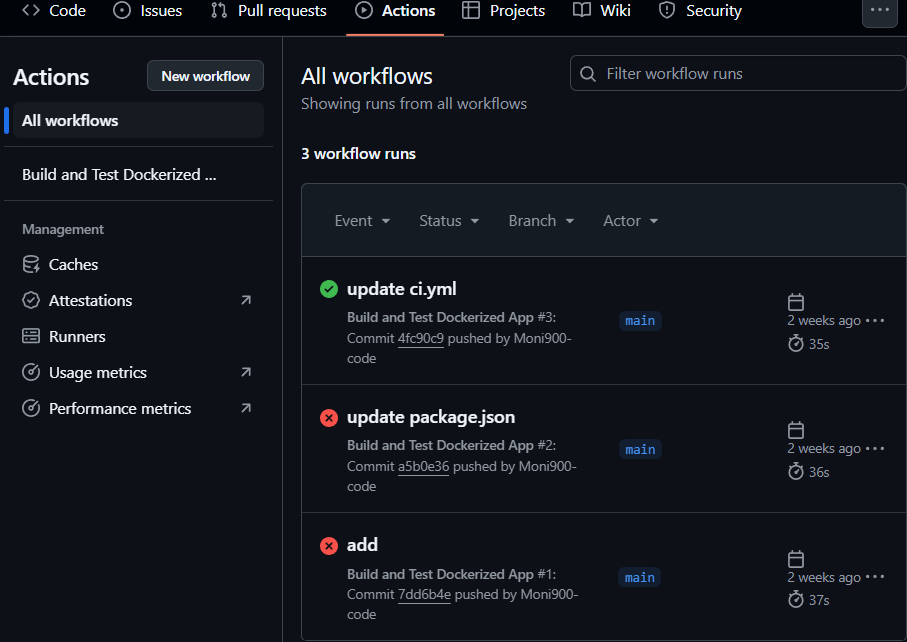 Code Issues Pull requests Actions Projects Wiki Security ...
Actions New workflow
All workflows
Build and Test Dockerized ...
Management
Caches
Attestations
Runners
Usage metrics
Performance metrics
All workflows
Filter workflow runs
Showing runs from all workflows
3 workflow runs
Event Status Branch Actor
update ci.yml
Build and Test Dockerized App #3:
Commit 4fc90c9 pushed by Moni900-
code
main
2 weeks ago ...
35s
update package.json
Build and Test Dockerized App #2:
Commit a5b0e36 pushed by Moni900-
code
main
2 weeks ago ...
36s
add
Build and Test Dockerized App #1:
Commit 7dd6b4e pushed by Moni900-
code
main
2 weeks ago ...
37s